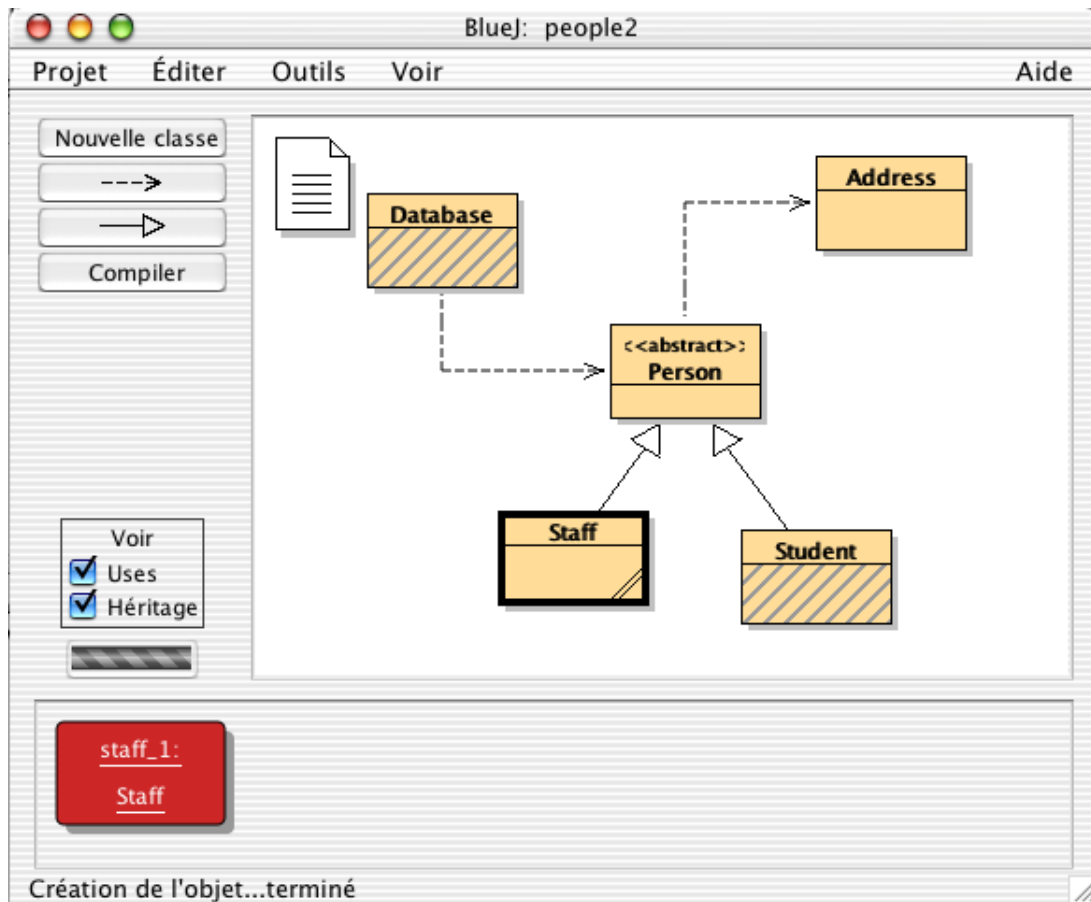 BlueJ: people2
Projet Éditer Outils Voir Aide
Nouvelle classe
Compiler
Voir
Uses
Héritage
Database
Address
<<abstract>>
Person
Staff
Student
staff_1:
Staff
Création de l'objet...terminé